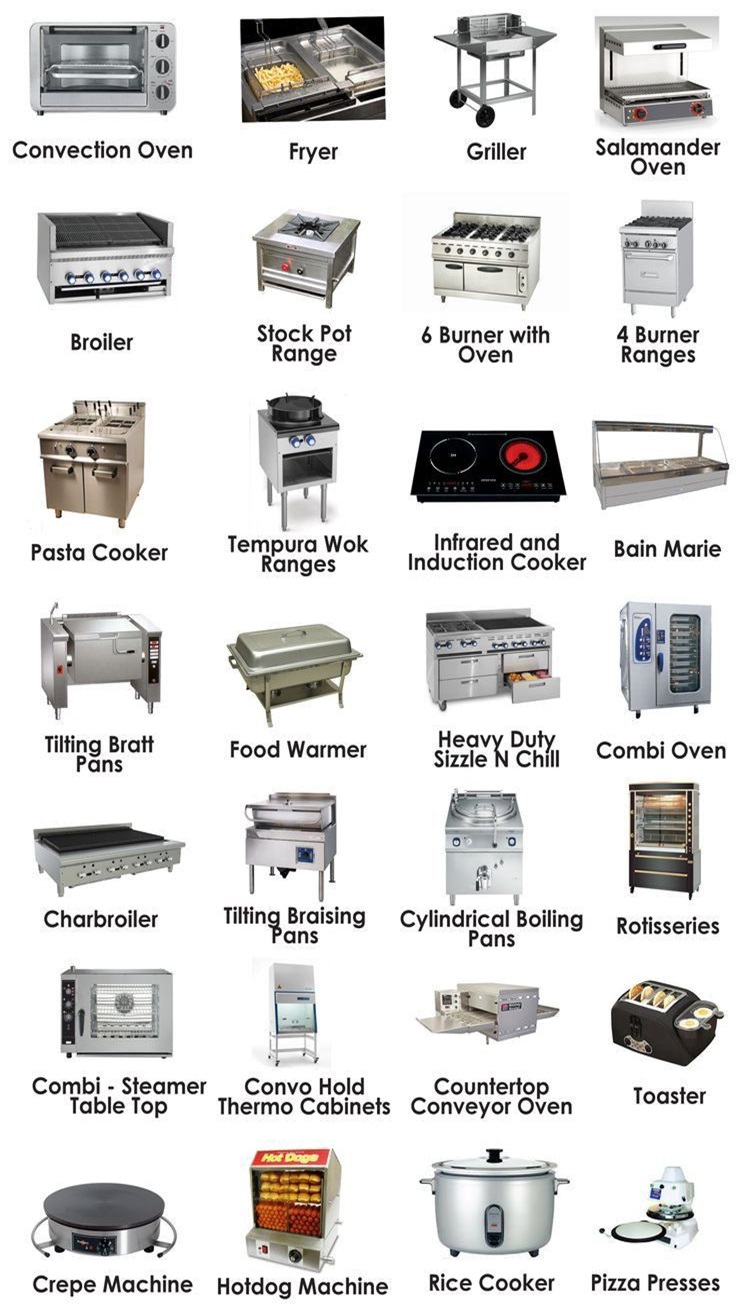 Convection Oven
Fryer
Griller
Salamander
Oven
Broiler
Stock Pot
Range
6 Burner with
Oven
4 Burner
Ranges
Pasta Cooker
Tempura Wok
Ranges
Infrared and
Induction Cooker
Bain Marie
Tilting Bratt
Pans
Food Warmer
Heavy Duty
Sizzle N Chill
Combi Oven
Charbroiler
Tilting Braising
Pans
Cylindrical Boiling
Pans
Rotisseries
Combi - Steamer
Table Top
Convo Hold
Thermo Cabinets
Countertop
Conveyor Oven
Toaster
Hot Dogs
Crepe Machine
Hotdog Machine
Rice Cooker
Pizza Presses